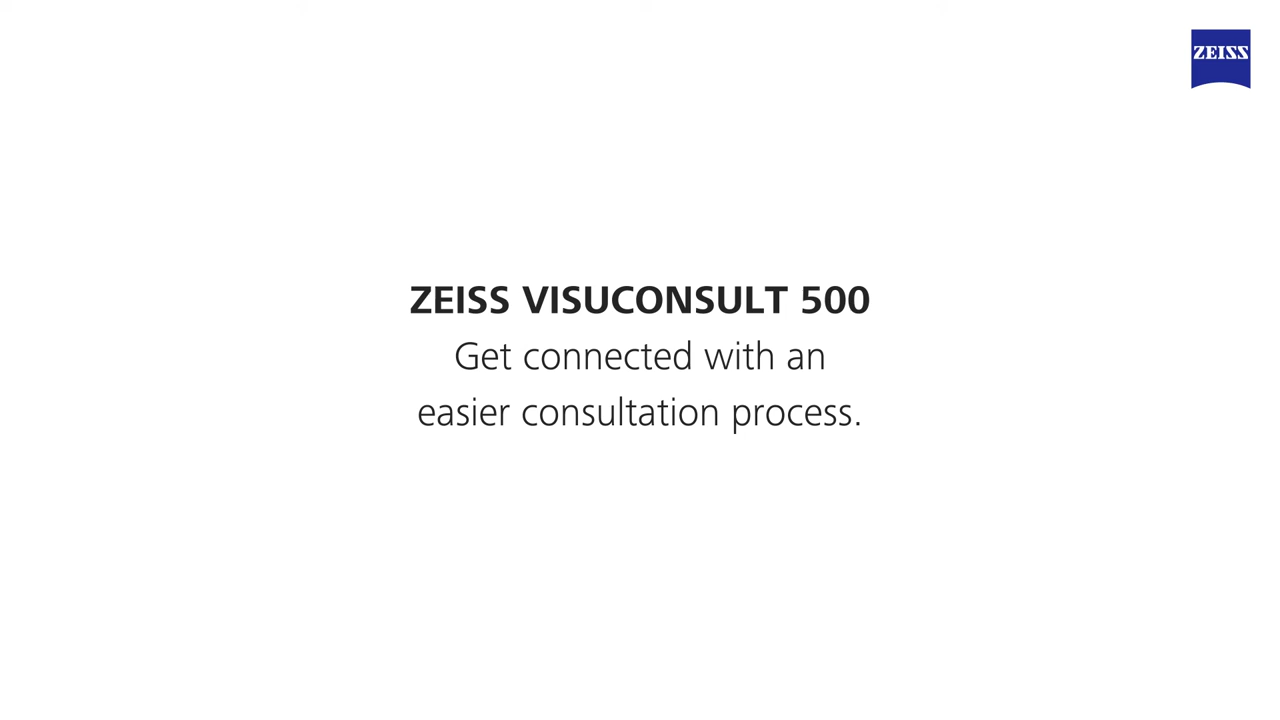 ZEISS
ZEISS VISUCONSULT 500
Get connected with an
easier consultation process.